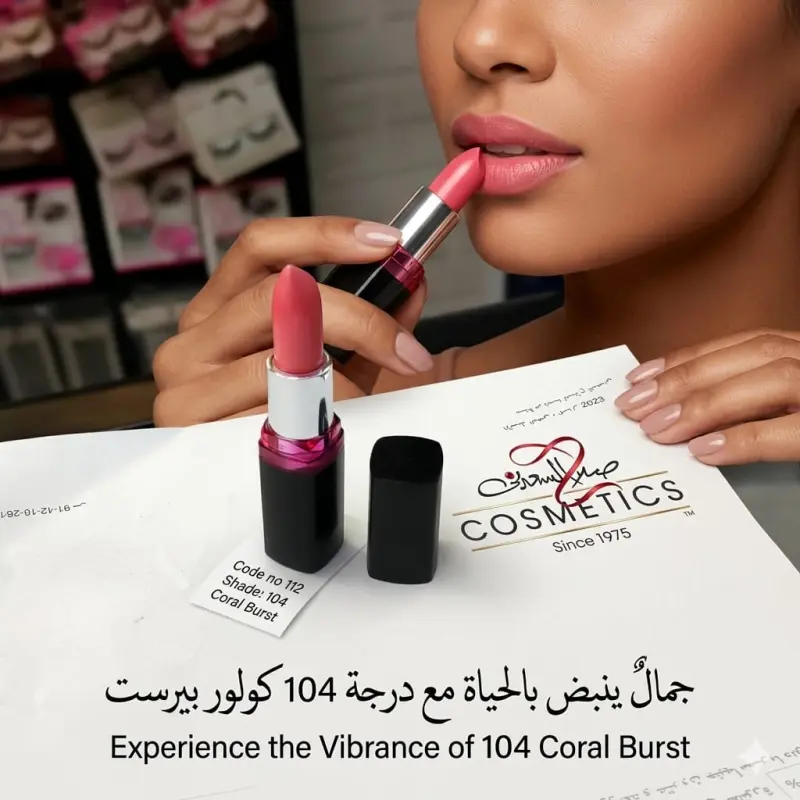 2023
COSMETICS
™
Since 1975
Code no 112
Shade: 104
Coral Burst
جمالٌ ينبض بالحياة مع درجة 104 كولور بيرست
Experience the Vibrance of 104 Coral Burst
%